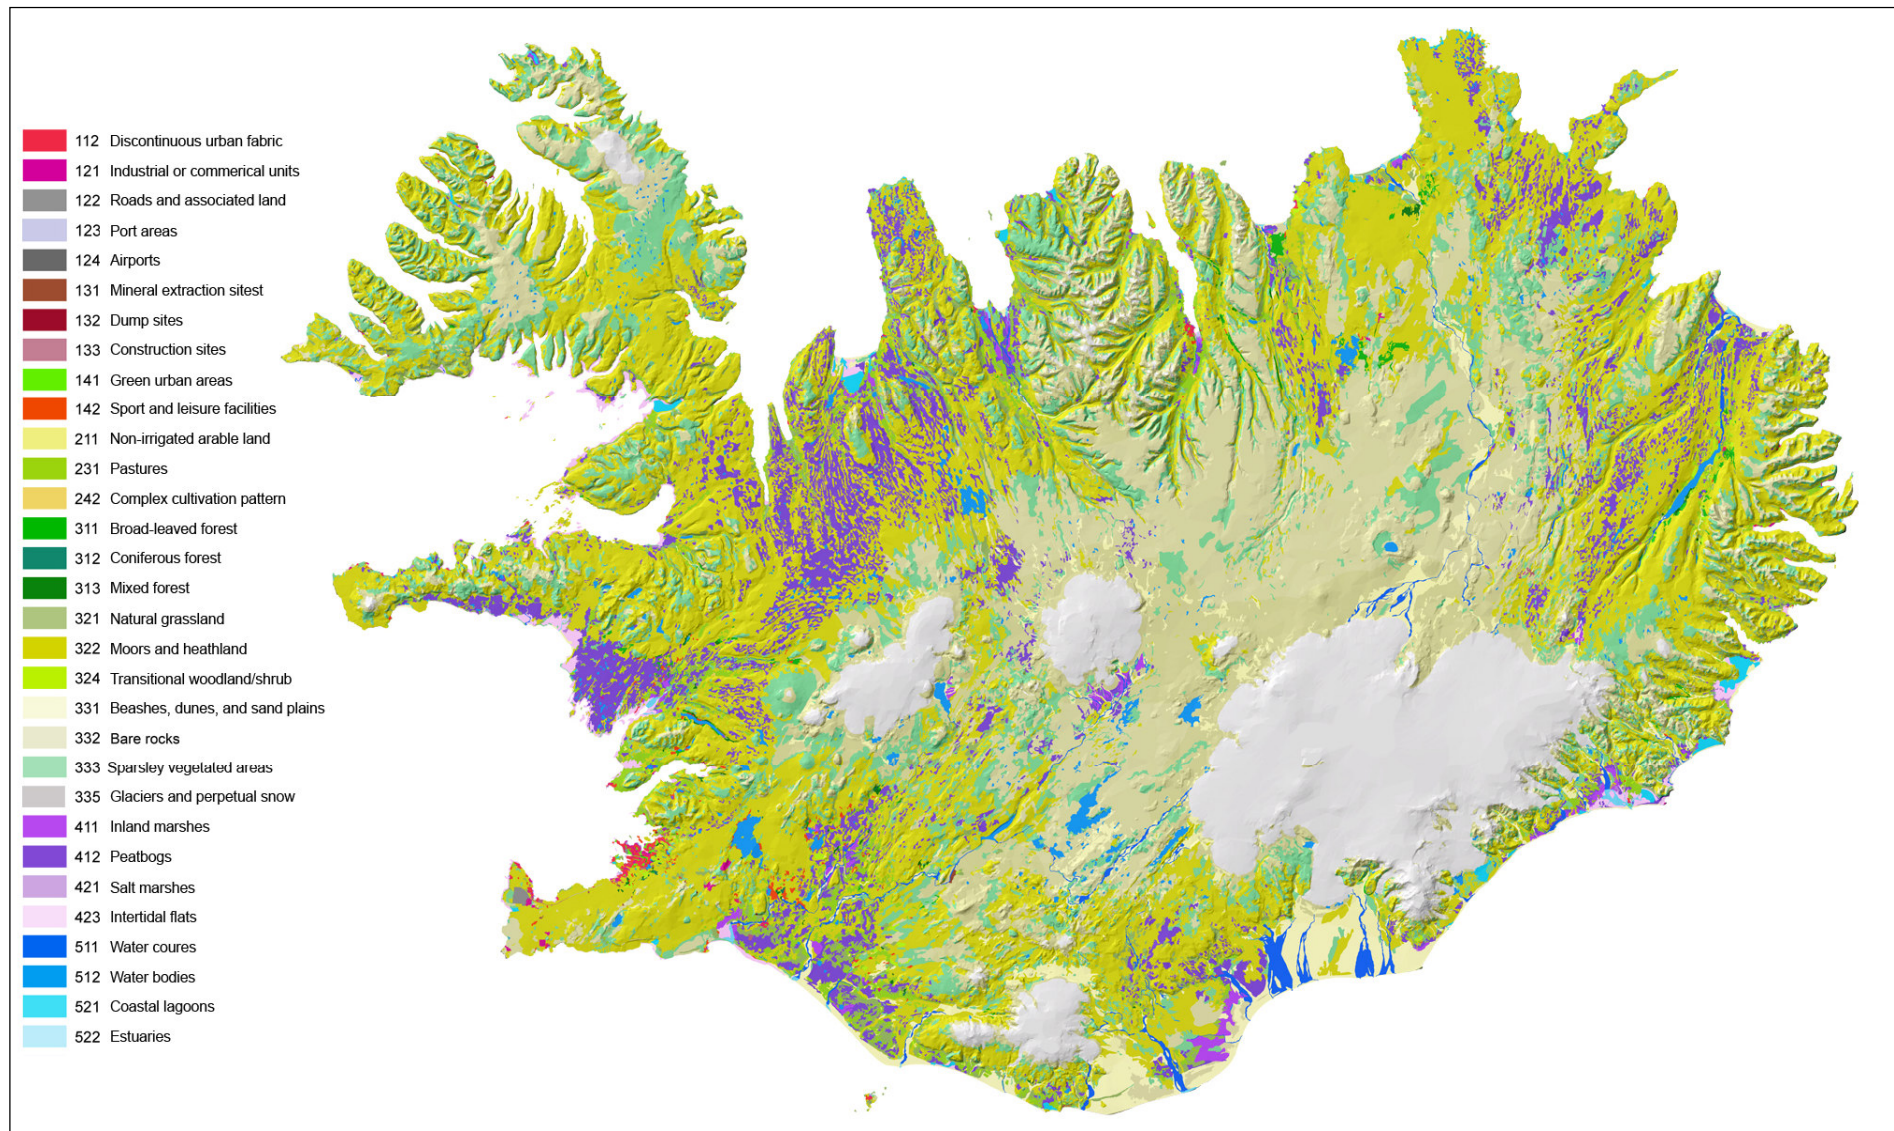 112 Discontinuous urban fabric
121 Industrial or commerical units
122 Roads and associated land
123 Port areas
124 Airports
131 Mineral extraction sitest
132 Dump sites
133 Construction sites
141 Green urban areas
142 Sport and leisure facilities
211 Non-irrigated arable land
231 Pastures
242 Complex cultivation pattern
311 Broad-leaved forest
312 Coniferous forest
313 Mixed forest
321 Natural grassland
322 Moors and heathland
324 Transitional woodland/shrub
331 Beashes, dunes, and sand plains
332 Bare rocks
333 Sparsley vegetated areas
335 Glaciers and perpetual snow
411 Inland marshes
412 Peatbogs
421 Salt marshes
423 Intertidal flats
511 Water coures
512 Water bodies
521 Coastal lagoons
522 Estuaries